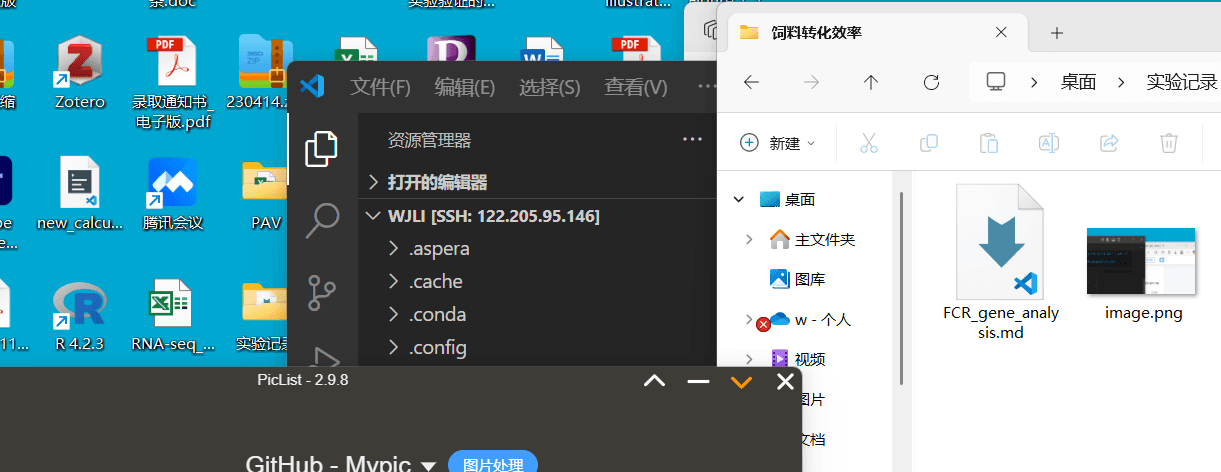 案.doc
实验验证的...
illustrat...
缩
Zotero
录取通知书_
电子版.pdf
230414.z
new_calcu...
腾讯会议
PAV
R 4.2.3
RNA-seq_...
实验记录
文件(F)
编辑(E)
选择(S)
查看(V)
...
资源管理器
...
打开的编辑器
WJLI [SSH: 122.205.95.146]
.aspera
.cache
.conda
.config
饲料转化效率
桌面
实验记录
新建
桌面
主文件夹
图库
w - 个人
视频
图片
文档
FCR_gene_analy
sis.md
image.png
PicList - 2.9.8
GitHub - Mypic
图片处理